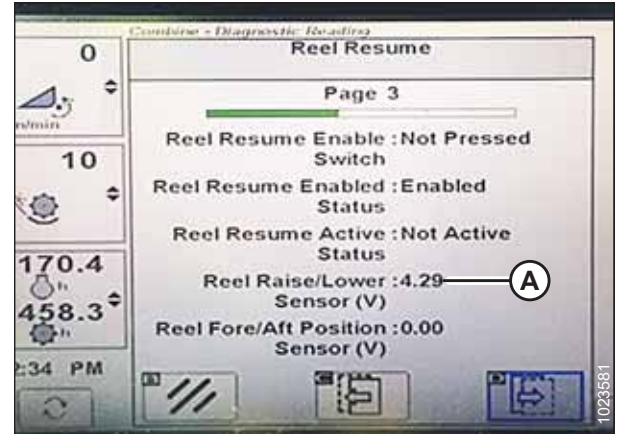 Combine - Diagnostic Reading
0
Reel Resume
Page 3
n/min
Reel Resume Enable :Not Pressed
Switch
10
Reel Resume Enabled :Enabled
Status
Reel Resume Active :Not Active
Status
170.4
h
Reel Raise/Lower :4.29
A
Sensor (V)
458.3
h
Reel Fore/Aft Position :0.00
Sensor (V)
2:34 PM
1023581